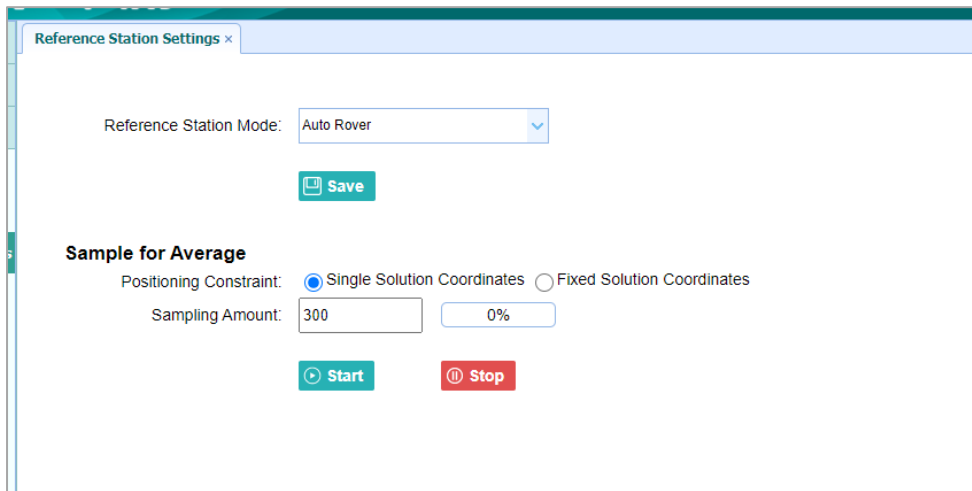 Reference Station Settings ×
Reference Station Mode: Auto Rover
Save
Sample for Average
Positioning Constraint: Single Solution Coordinates Fixed Solution Coordinates
Sampling Amount: 300 0%
Start Stop